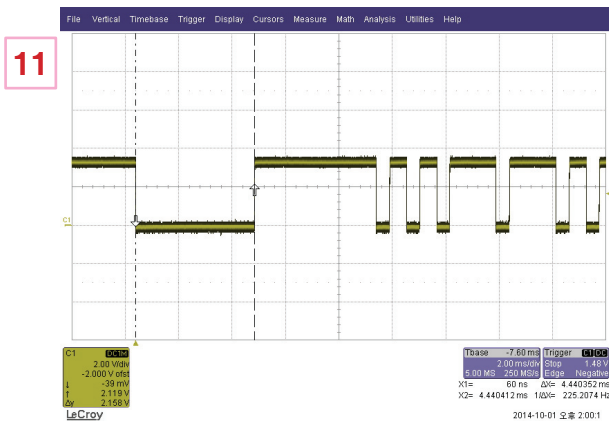 File Vertical Timebase Trigger Display Cursors Measure Math Analysis Utilities Help
11
C1
C1 DC1M
2.00 V/div
-2.000 V ofst
↓ -39 mV
↑ 2.119 V
Δy 2.158 V
Tbase -7.60 ms Trigger C1 DC
2.00 ms/div Stop 1.48 V
5.00 MS 250 MS/s Edge Negative
X1= 60 ns ΔX= 4.440352 ms
X2= 4.440412 ms 1/ΔX= 225.2074 Hz
LeCroy
2014-10-01 오후 2:00:1